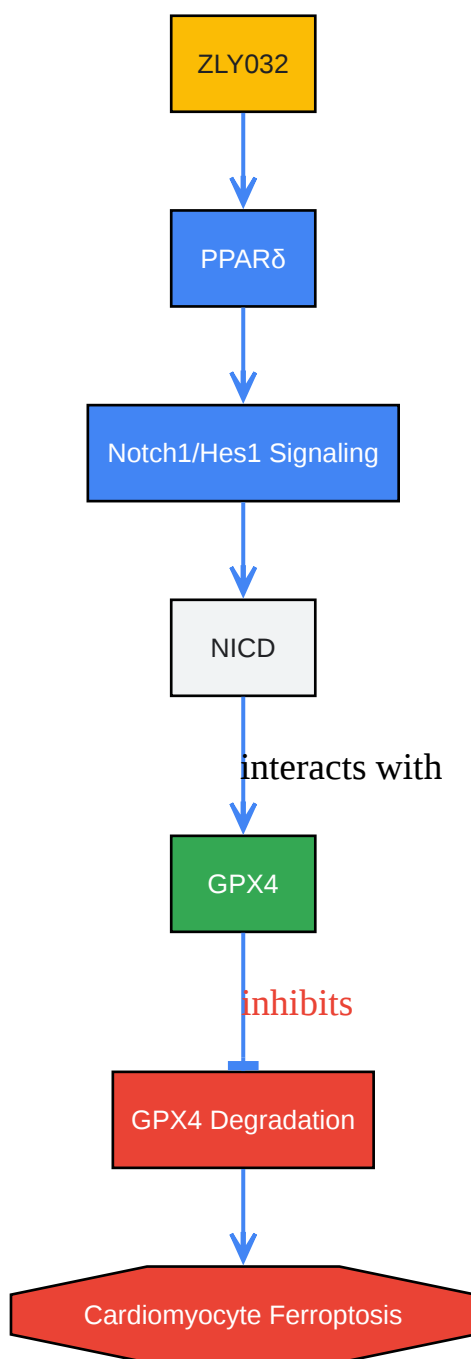 ZLY032
PPARδ
Notch1/Hes1 Signaling
NICD
interacts with
GPX4
inhibits
GPX4 Degradation
Cardiomyocyte Ferroptosis